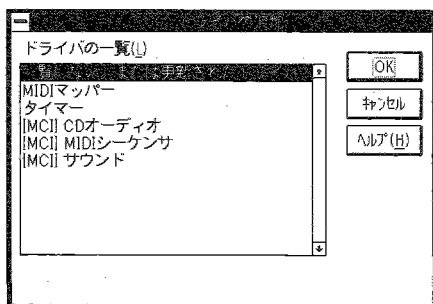 ドライバの一覧(L)
MIDIマッパー
タイマー
[MCI] CDオーディオ
[MCI] MIDIシーケンサ
[MCI] サウンド
OK
キャンセル
ヘルプ(H)